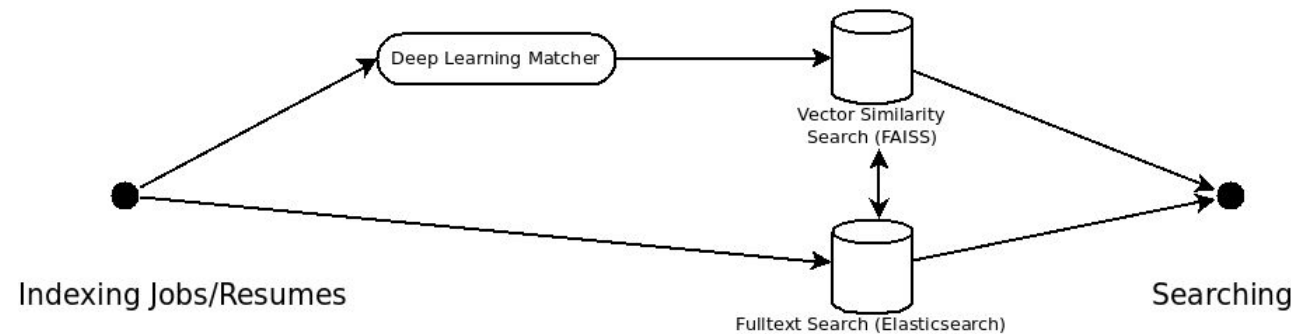 Deep Learning Matcher
Vector Similarity
Search (FAISS)
Indexing Jobs/Resumes
Searching
Fulltext Search (Elasticsearch)